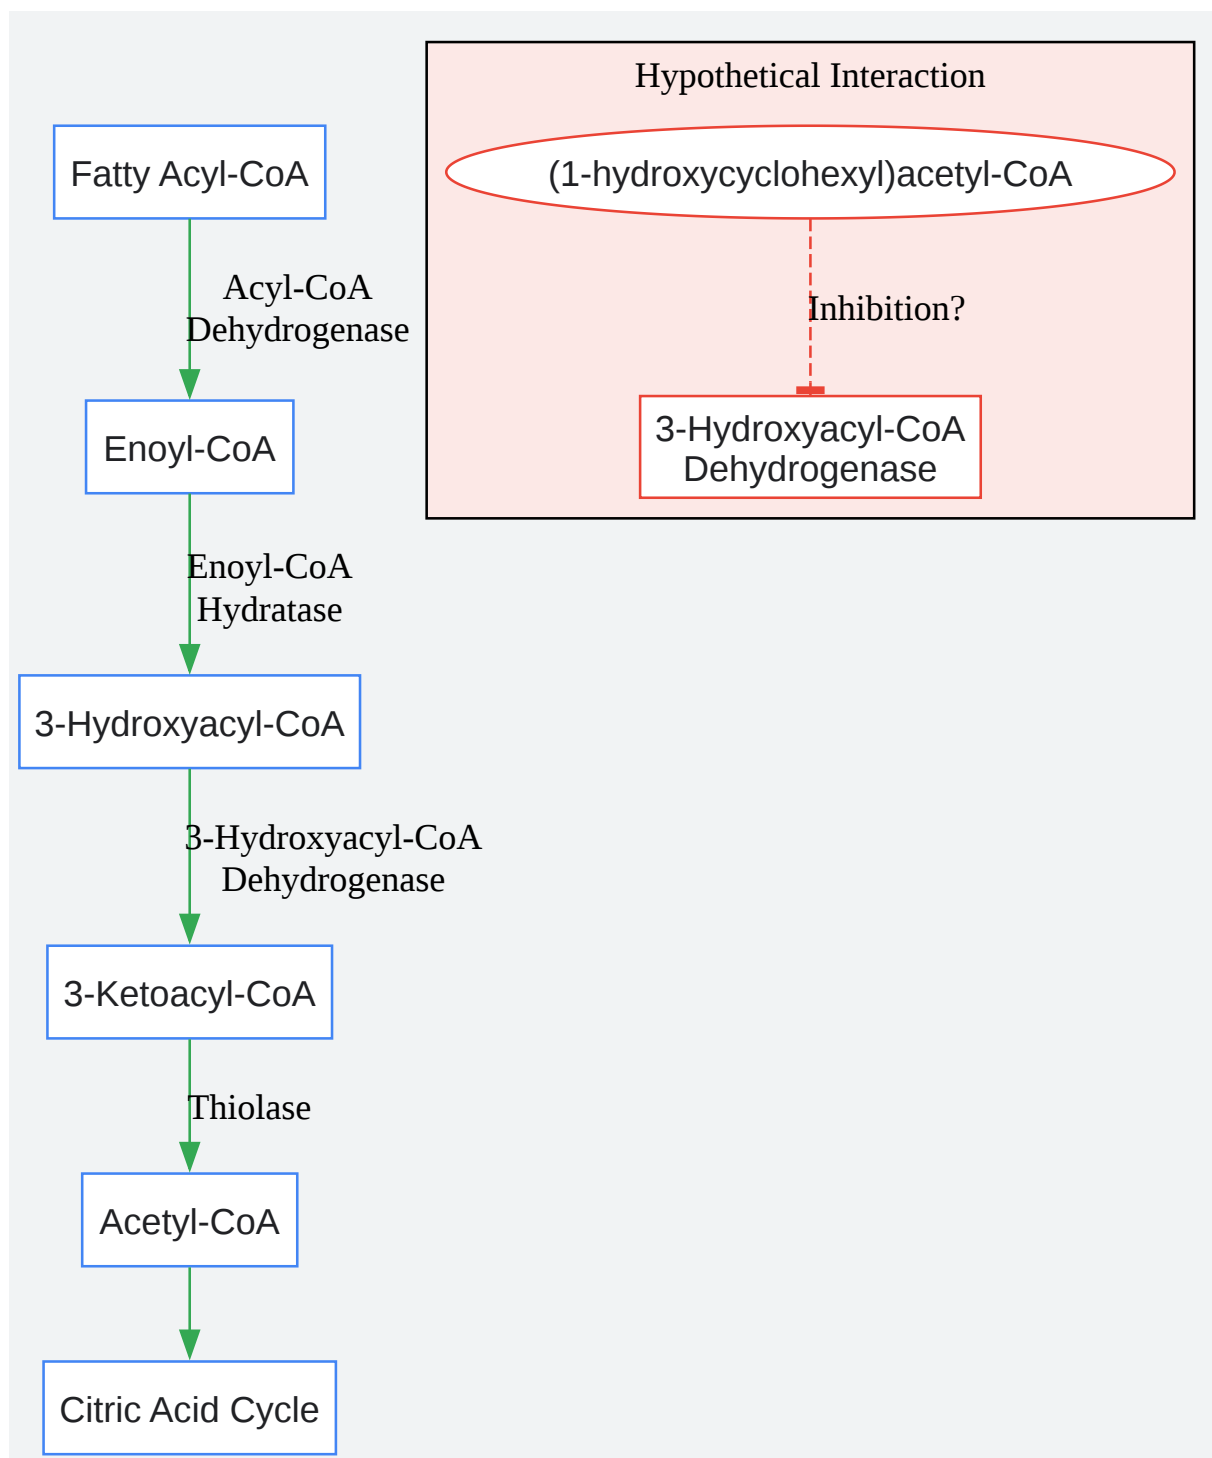 Hypothetical Interaction
Fatty Acyl-CoA
(1-hydroxycyclohexyl)acetyl-CoA
Acyl-CoA
Dehydrogenase
Inhibition?
Enoyl-CoA
3-Hydroxyacyl-CoA
Dehydrogenase
Enoyl-CoA
Hydratase
3-Hydroxyacyl-CoA
3-Hydroxyacyl-CoA
Dehydrogenase
3-Ketoacyl-CoA
Thiolase
Acetyl-CoA
Citric Acid Cycle